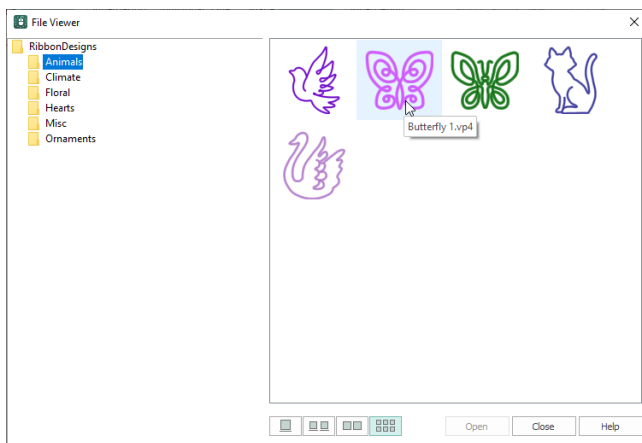 File Viewer
RibbonDesigns
Animals
Climate
Floral
Hearts
Misc
Ornaments
Butterfly 1.vp4
Open
Close
Help